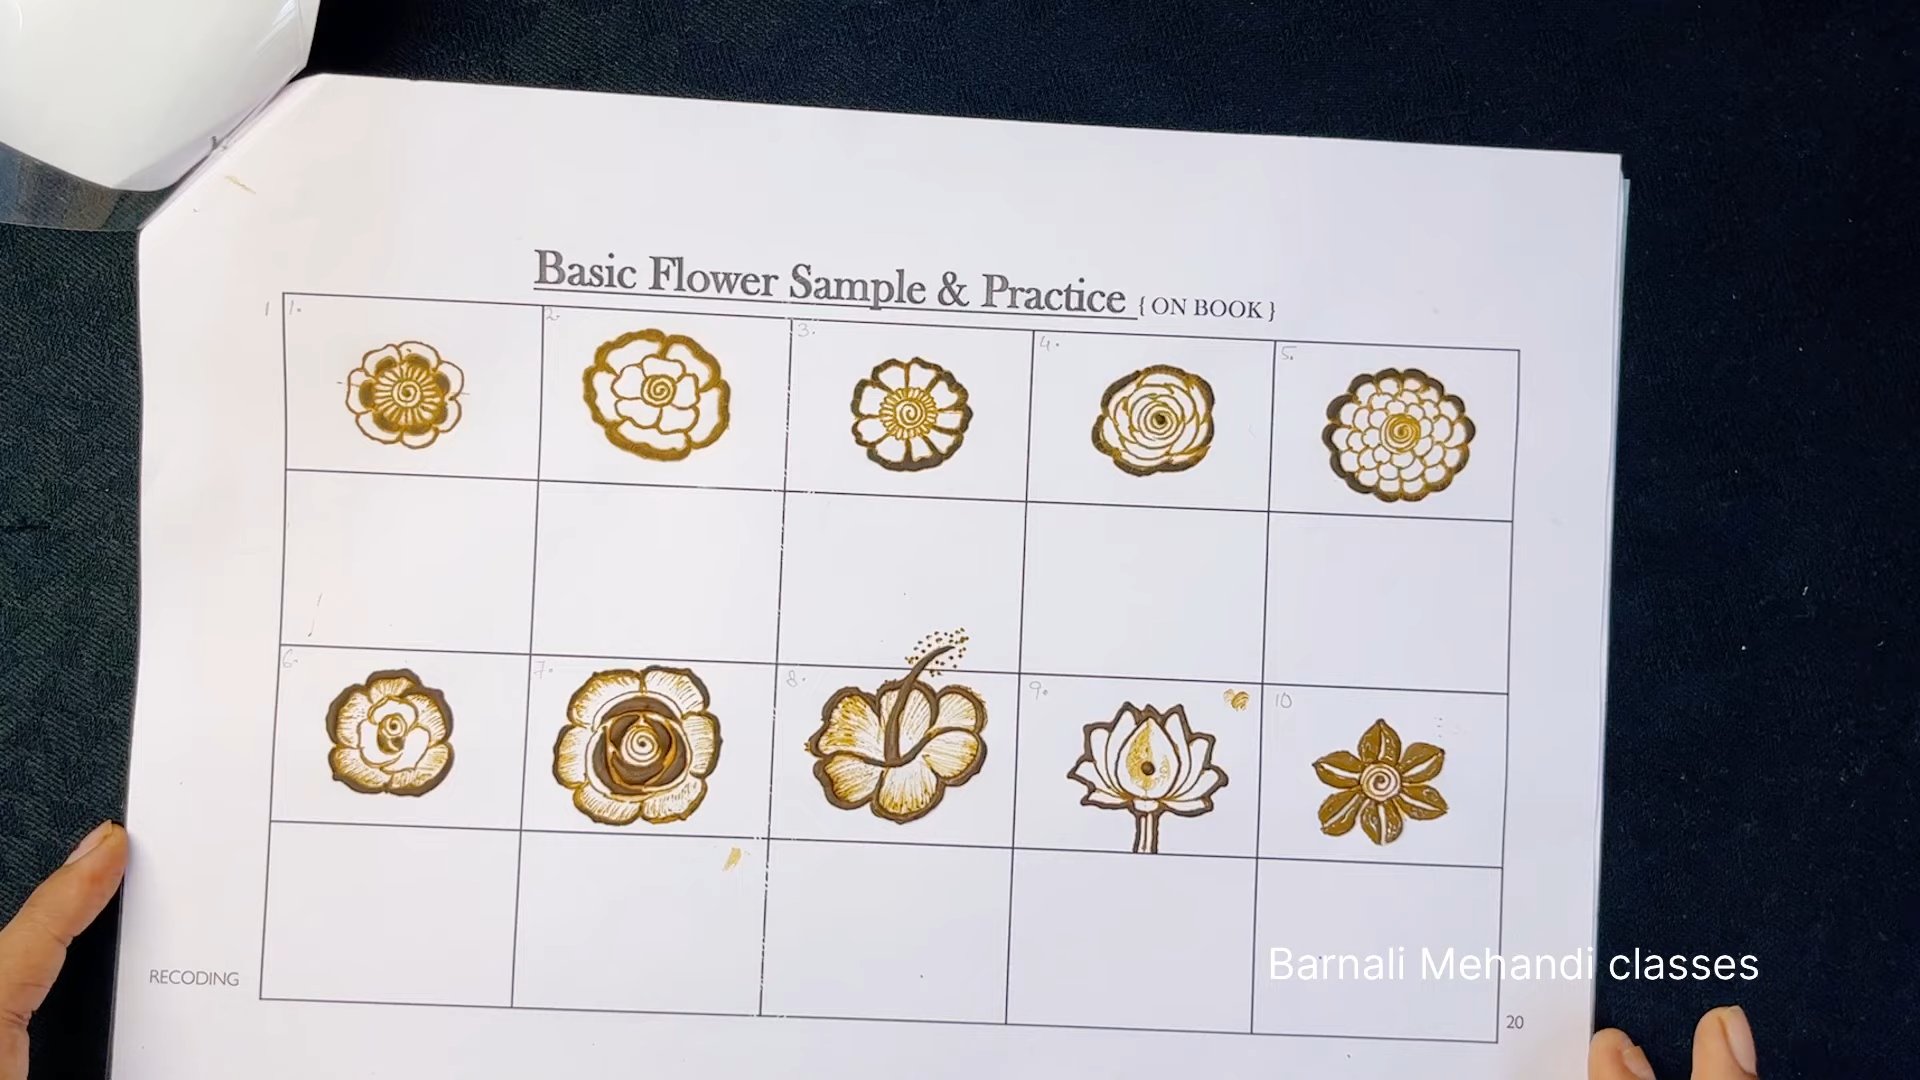 Basic Flower Sample & Practice { ON BOOK }
1 1. 2. 3. 4. 5.
6. 7. 8. 9. 10
Barnali Mehandi classes
RECODING
20